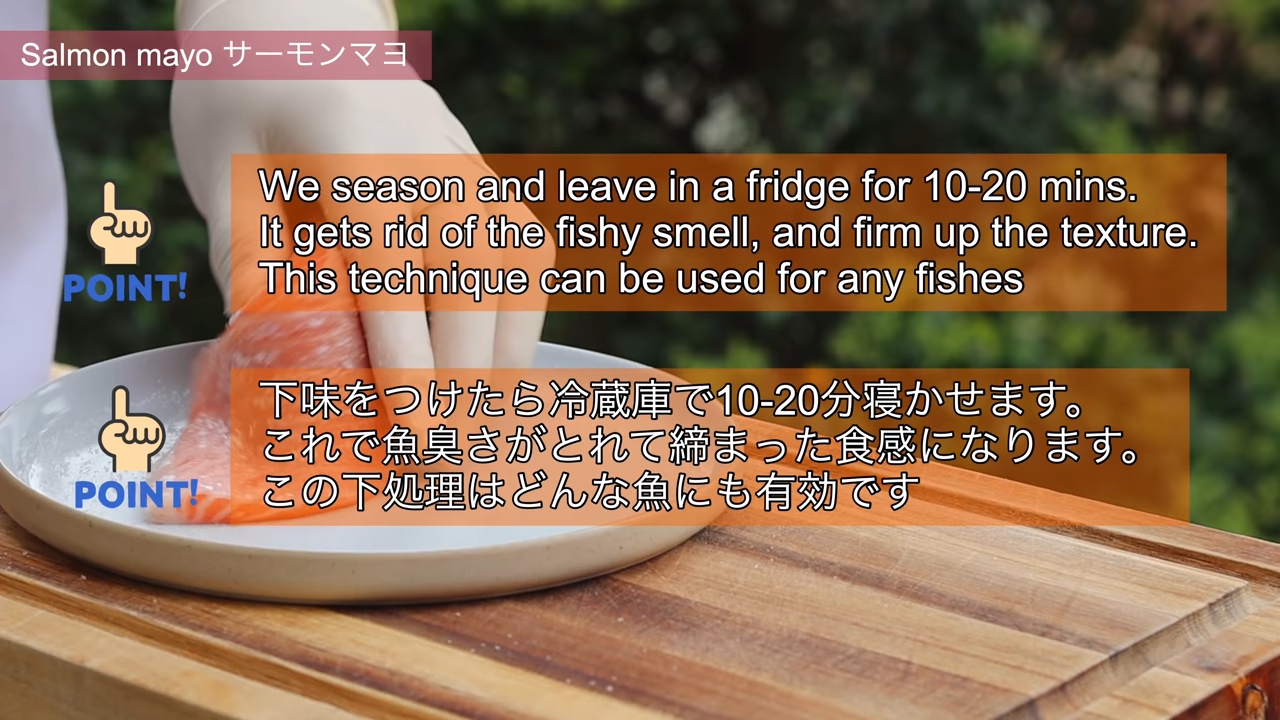 Salmon mayo サーモンマヨ
We season and leave in a fridge for 10-20 mins.
It gets rid of the fishy smell, and firm up the texture.
This technique can be used for any fishes
POINT!
下味をつけたら冷蔵庫で10-20分寝かせます。
これで魚臭さがとれて締まった食感になります。
この下処理はどんな魚にも有効です
POINT!